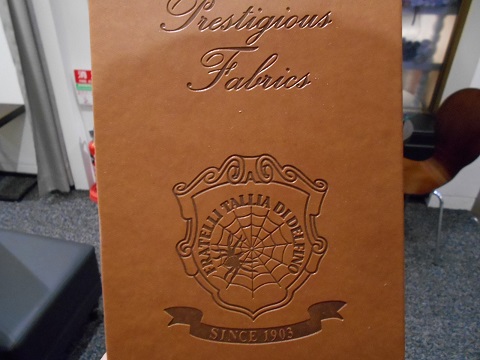 Prestigious
Fabrics
FRATELLI TALLIA DI DELFINO
SINCE 1903